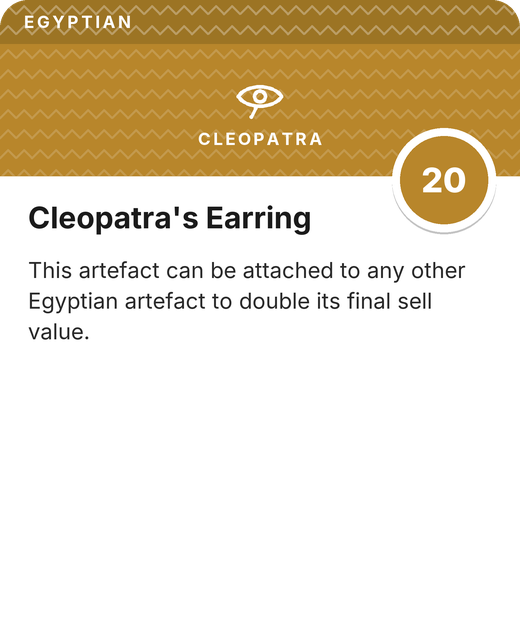 EGYPTIAN
CLEOPATRA
20
Cleopatra's Earring
This artefact can be attached to any other
Egyptian artefact to double its final sell
value.